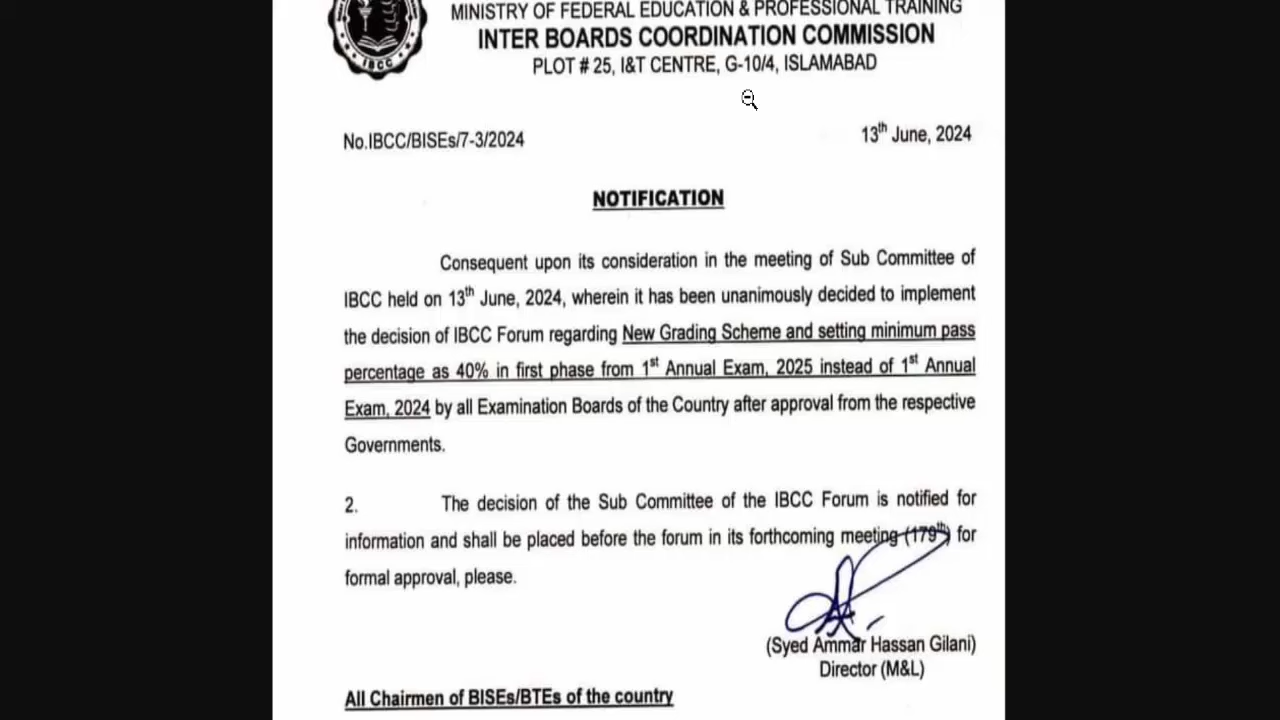 MINISTRY OF FEDERAL EDUCATION & PROFESSIONAL TRAINING
INTER BOARDS COORDINATION COMMISSION
PLOT # 25, I&T CENTRE, G-10/4, ISLAMABAD
IBCC
No.IBCC/BISEs/7-3/2024
13th June, 2024
NOTIFICATION
Consequent upon its consideration in the meeting of Sub Committee of
IBCC held on 13th June, 2024, wherein it has been unanimously decided to implement
the decision of IBCC Forum regarding New Grading Scheme and setting minimum pass
percentage as 40% in first phase from 1st Annual Exam, 2025 instead of 1st Annual
Exam, 2024 by all Examination Boards of the Country after approval from the respective
Governments.
2. The decision of the Sub Committee of the IBCC Forum is notified for
information and shall be placed before the forum in its forthcoming meeting (179th) for
formal approval, please.
(Syed Ammar Hassan Gilani)
Director (M&L)
All Chairmen of BISEs/BTEs of the country